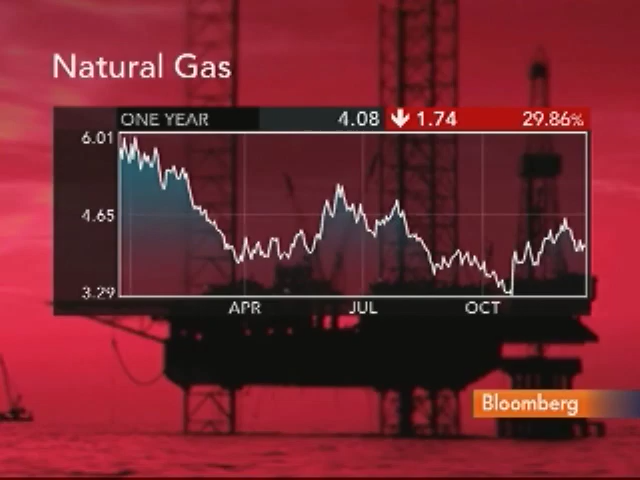 Natural Gas
ONE YEAR 4.08 1.74 29.86%
6.01
4.65
3.29
APR JUL OCT
Bloomberg